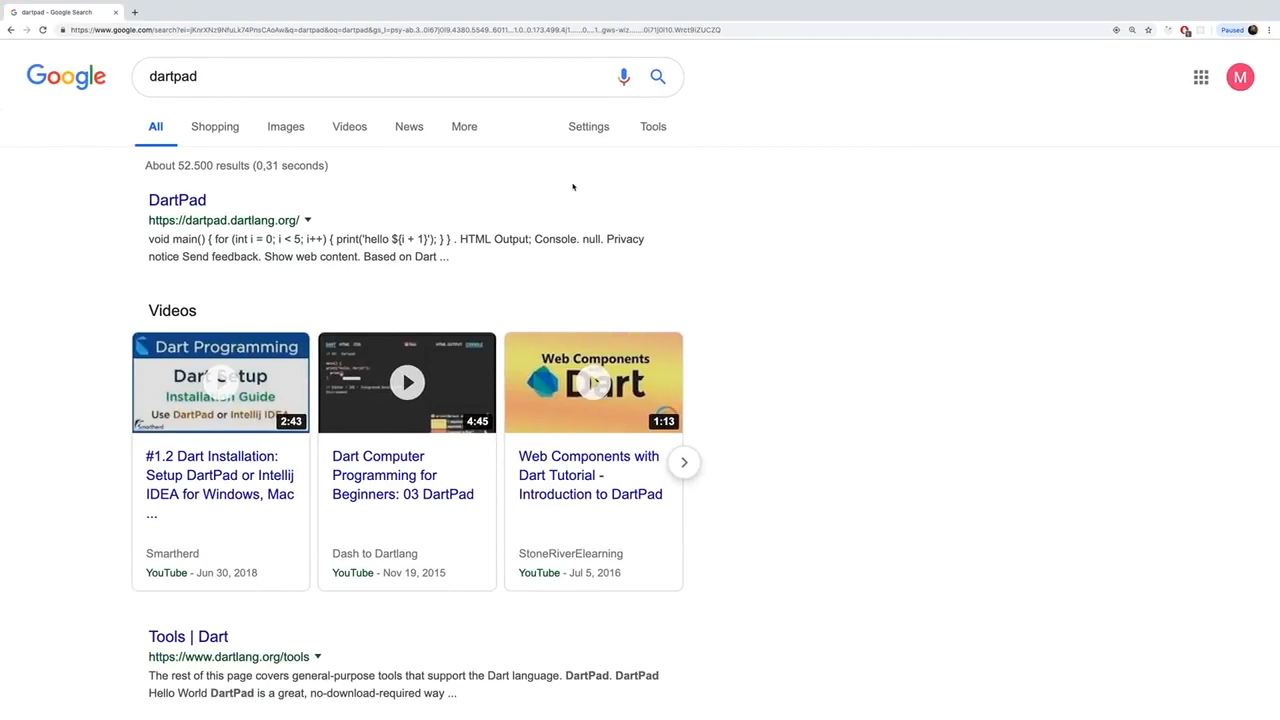 dartpad - Google Search
Paused
Google
dartpad
M
All
Shopping
Images
Videos
News
More
Settings
Tools
About 52.500 results (0,31 seconds)
DartPad
https://dartpad.dartlang.org/
void main() { for (int i = 0; i < 5; i++) { print('hello ${i + 1}'); } } . HTML Output; Console. null. Privacy
notice Send feedback. Show web content. Based on Dart ...
Videos
Dart Programming
Dart Setup
Installation Guide
Use DartPad or Intellij IDEA
Smartherd
2:43
4:45
Web Components
Dart
1:13
#1.2 Dart Installation:
Setup DartPad or Intellij
IDEA for Windows, Mac
...
Smartherd
YouTube - Jun 30, 2018
Dart Computer
Programming for
Beginners: 03 DartPad
Dash to Dartlang
YouTube - Nov 19, 2015
Web Components with
Dart Tutorial -
Introduction to DartPad
StoneRiverElearning
YouTube - Jul 5, 2016
Tools | Dart
https://www.dartlang.org/tools
The rest of this page covers general-purpose tools that support the Dart language. DartPad. DartPad
Hello World DartPad is a great, no-download-required way ...